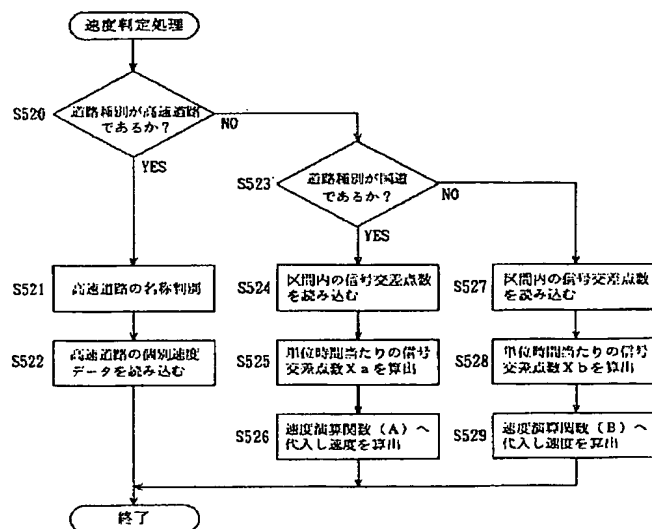 速度判定処理
S520
道路種別が高速道路
であるか？
NO
YES
S523
道路種別が国道
であるか？
NO
YES
S521
高速道路の名称判別
S522
高速道路の個別速度
データを読み込む
S524
区間内の信号交差点数
を読み込む
S525
単位時間当たりの信号
交差点数Ｘａを算出
S526
速度演算関数（Ａ）へ
代入し速度を算出
S527
区間内の信号交差点数
を読み込む
S528
単位時間当たりの信号
交差点数Ｘｂを算出
S529
速度演算関数（Ｂ）へ
代入し速度を算出
終了